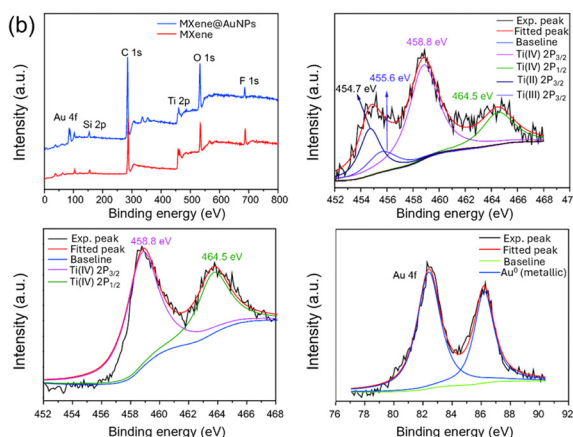 (b)
MXene@AuNPs
MXene
C 1s
O 1s
F 1s
Ti 2p
Au 4f
Si 2p
Intensity (a.u.)
0 100 200 300 400 500 600 700 800
Binding energy (eV)
Exp. peak
Fitted peak
Baseline
Ti(IV) 2P3/2
Ti(IV) 2P1/2
Ti(II) 2P3/2
Ti(III) 2P3/2
458.8 eV
454.7 eV
455.6 eV
464.5 eV
Intensity (a.u.)
452 454 456 458 460 462 464 466 468 47
Binding energy (eV)
Exp. peak
Fitted peak
Baseline
Ti(IV) 2P3/2
Ti(IV) 2P1/2
458.8 eV
464.5 eV
Intensity (a.u.)
452 454 456 458 460 462 464 466 468
Binding energy (eV)
Exp. peak
Fitted peak
Baseline
Au0 (metallic)
Au 4f
Intensity (a.u.)
76 78 80 82 84 86 88 90 92
Binding energy (eV)